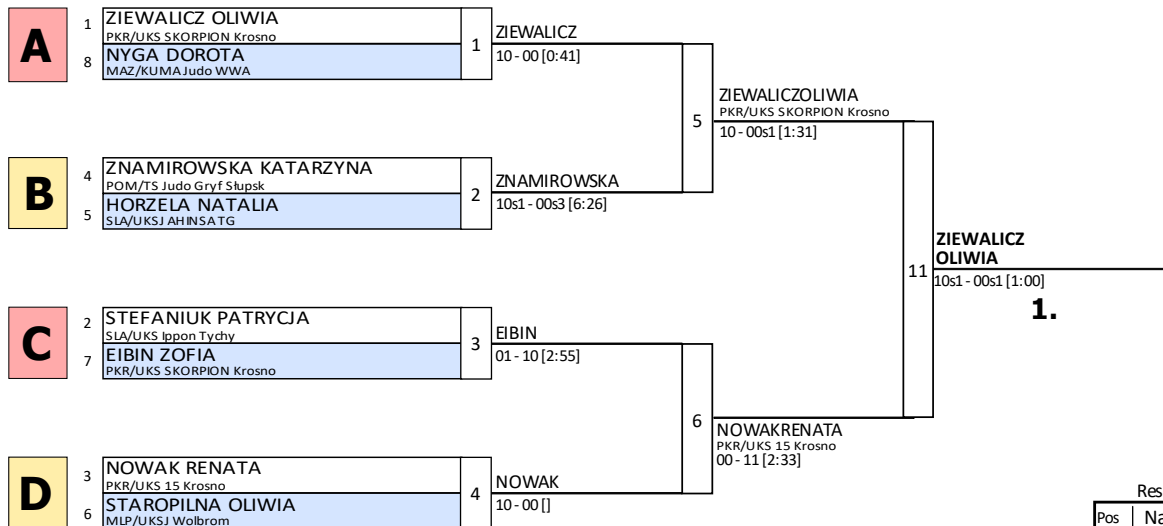 A
1 ZIEWALICZ OLIWIA
PKR/UKS SKORPION Krosno
8 NYGA DOROTA
MAZ/KUMA Judo WWA
1
ZIEWALICZ
10 - 00 [0:41]
B
4 ZNAMIROWSKA KATARZYNA
POM/TS Judo Gryf Słupsk
5 HORZELA NATALIA
SLA/UKSJ AHINSA TG
2
ZNAMIROWSKA
10s1 - 00s3 [6:26]
5
ZIEWALICZOLIWIA
PKR/UKS SKORPION Krosno
10 - 00s1 [1:31]
C
2 STEFANIUK PATRYCJA
SLA/UKS Ippon Tychy
7 EIBIN ZOFIA
PKR/UKS SKORPION Krosno
3
EIBIN
01 - 10 [2:55]
D
3 NOWAK RENATA
PKR/UKS 15 Krosno
6 STAROPILNA OLIWIA
MLP/UKSJ Wolbrom
4
NOWAK
10 - 00 []
6
NOWAKRENATA
PKR/UKS 15 Krosno
00 - 11 [2:33]
11
ZIEWALICZ
OLIWIA
10s1 - 00s1 [1:00]
1.
Res
Pos Na